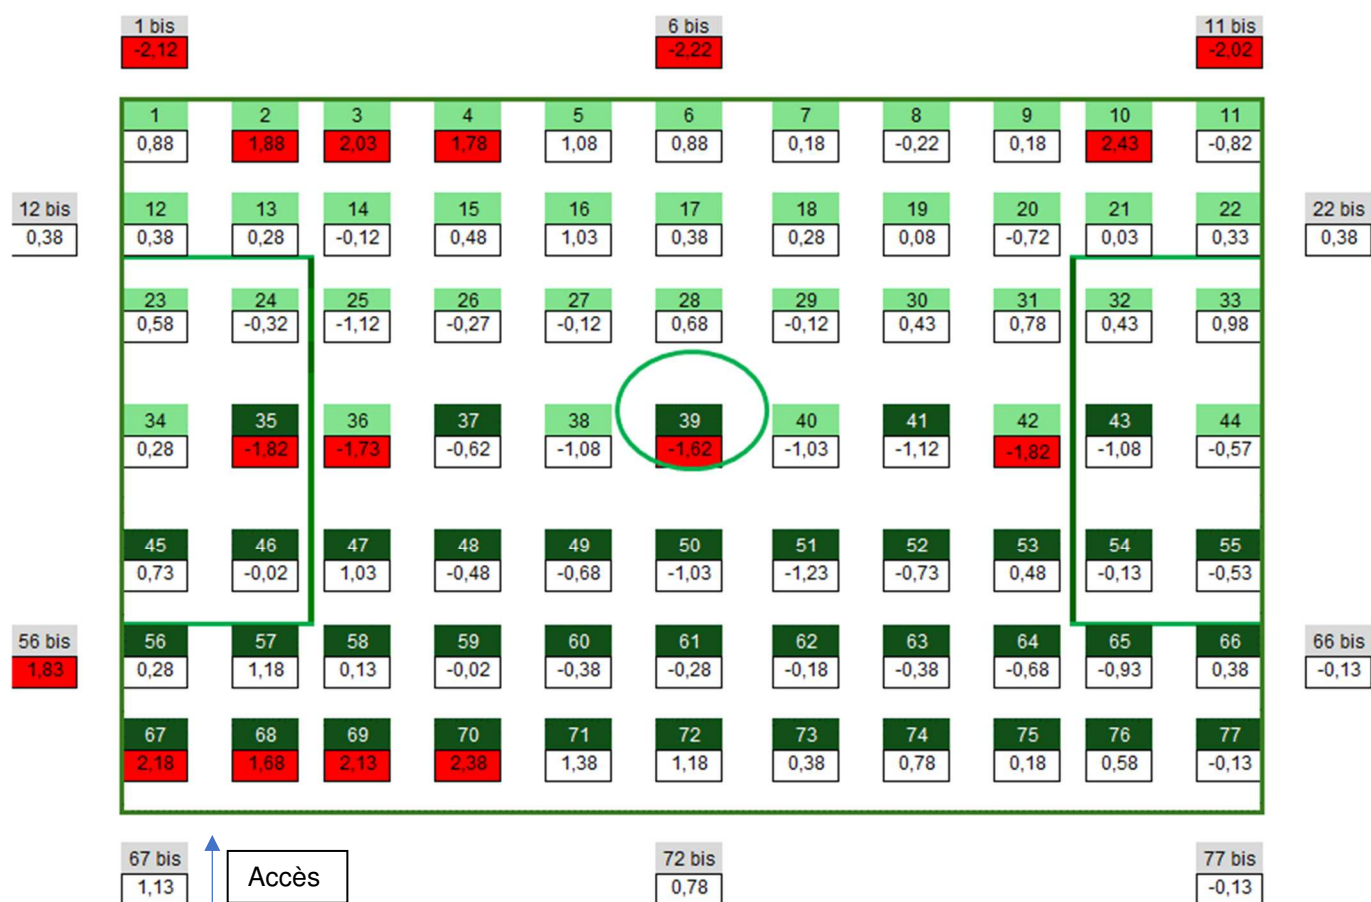 1 bis 6 bis 11 bis
-2,12 -2,22 -2,02
1 2 3 4 5 6 7 8 9 10 11
0,88 1,88 2,03 1,78 1,08 0,88 0,18 -0,22 0,18 2,43 -0,82
12 bis 12 13 14 15 16 17 18 19 20 21 22 22 bis
0,38 0,38 0,28 -0,12 0,48 1,03 0,38 0,28 0,08 -0,72 0,03 0,33 0,38
23 24 25 26 27 28 29 30 31 32 33
0,58 -0,32 -1,12 -0,27 -0,12 0,68 -0,12 0,43 0,78 0,43 0,98
34 35 36 37 38 39 40 41 42 43 44
0,28 -1,82 -1,73 -0,62 -1,08 -1,62 -1,03 -1,12 -1,82 -1,08 -0,57
45 46 47 48 49 50 51 52 53 54 55
0,73 -0,02 1,03 -0,48 -0,68 -1,03 -1,23 -0,73 0,48 -0,13 -0,53
56 bis 56 57 58 59 60 61 62 63 64 65 66 66 bis
1,83 0,28 1,18 0,13 -0,02 -0,38 -0,28 -0,18 -0,38 -0,68 -0,93 0,38 -0,13
67 68 69 70 71 72 73 74 75 76 77
2,18 1,68 2,13 2,38 1,38 1,18 0,38 0,78 0,18 0,58 -0,13
67 bis 72 bis 77 bis
1,13 Accès 0,78 -0,13